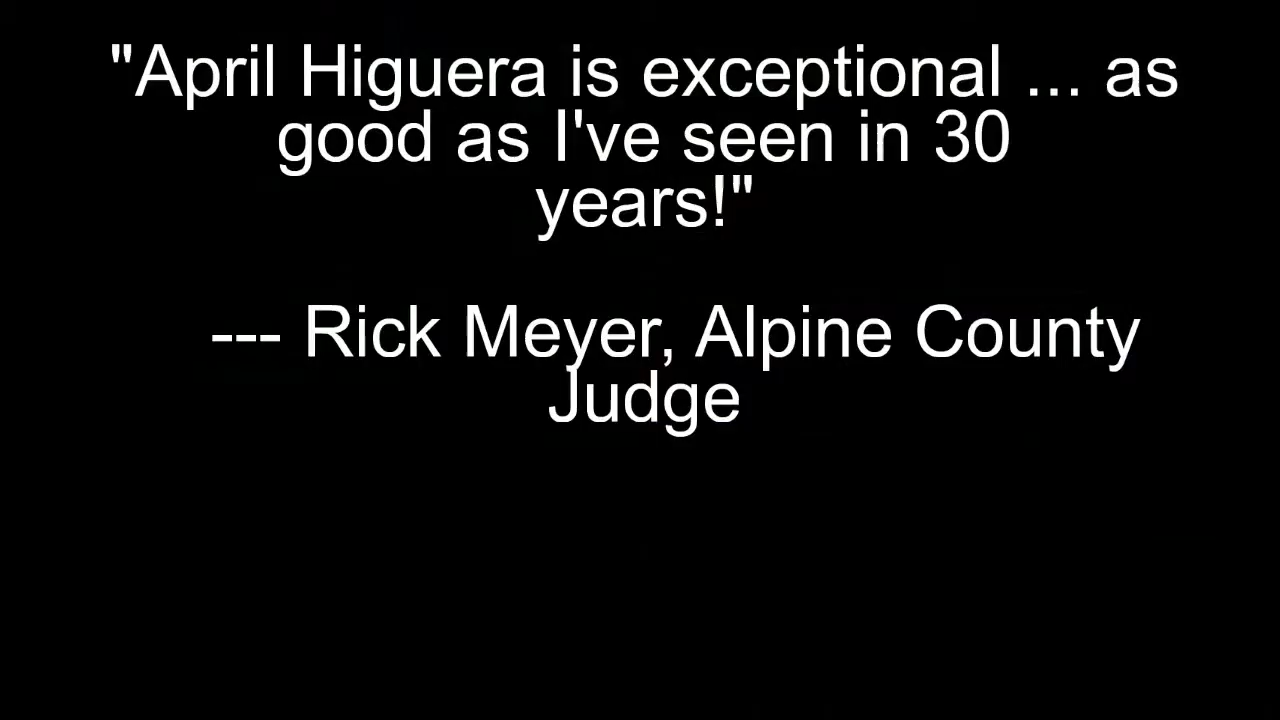 "April Higuera is exceptional ... as
good as I've seen in 30
years!"
--- Rick Meyer, Alpine County
Judge